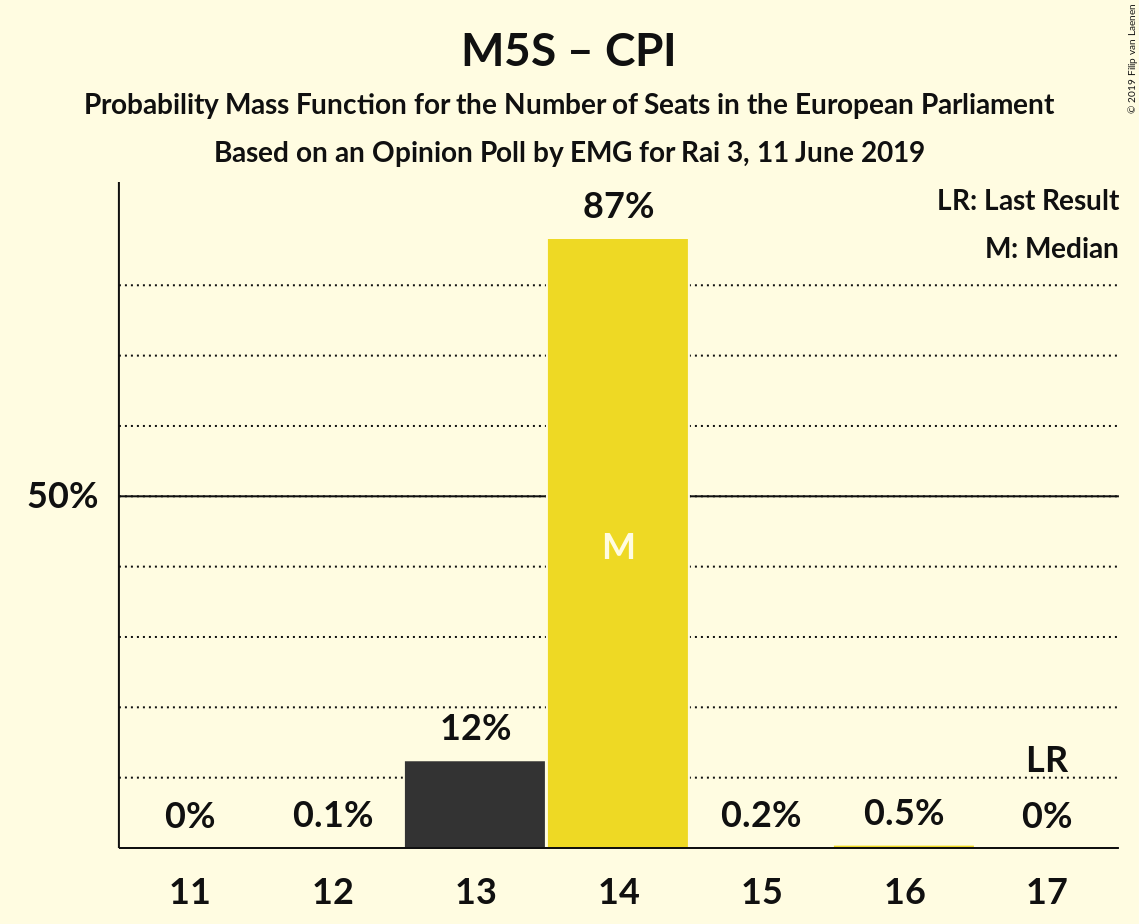 M5S – CPI
Probability Mass Function for the Number of Seats in the European Parliament
Based on an Opinion Poll by EMG for Rai 3, 11 June 2019
© 2019 Filip van Laenen
LR: Last Result
M: Median
87%
50%
M
12%
LR
0%
0.1%
0.2%
0.5%
0%
11
12
13
14
15
16
17